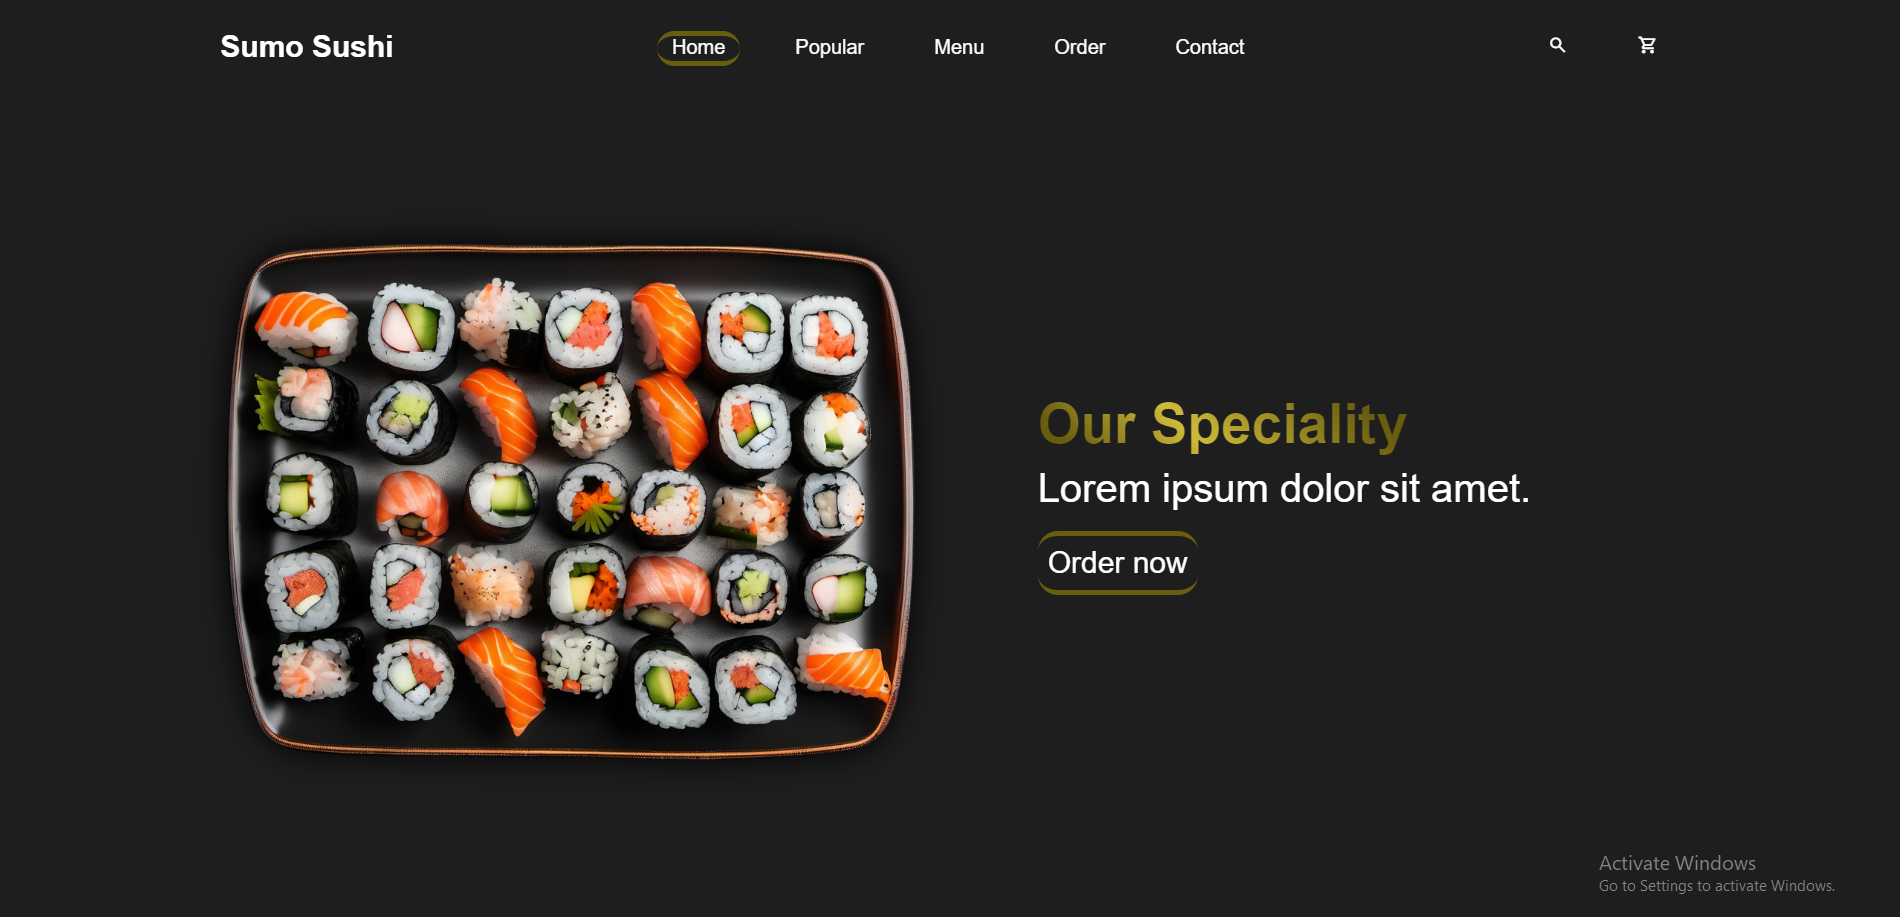 Sumo Sushi
Home Popular Menu Order Contact
Our Speciality
Lorem ipsum dolor sit amet.
Order now
Activate Windows
Go to Settings to activate Windows.